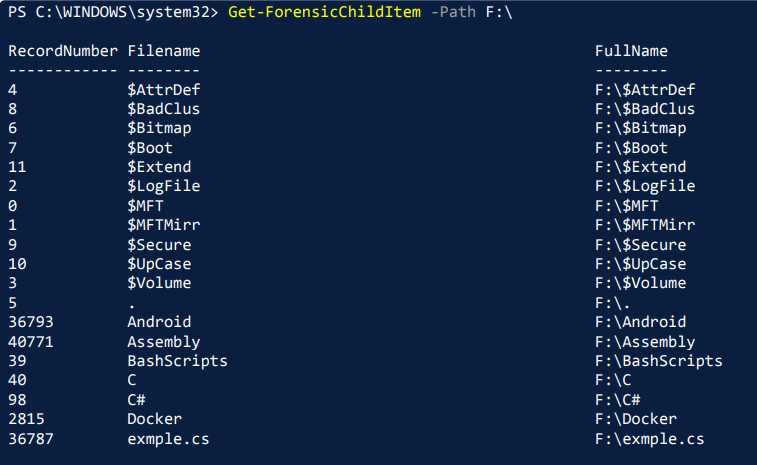 PS C:\WINDOWS\system32> Get-ForensicChildItem -Path F:\
RecordNumber Filename FullName
------------ -------- --------
4 $AttrDef F:\$AttrDef
8 $BadClus F:\$BadClus
6 $Bitmap F:\$Bitmap
7 $Boot F:\$Boot
11 $Extend F:\$Extend
2 $LogFile F:\$LogFile
0 $MFT F:\$MFT
1 $MFTMirr F:\$MFTMirr
9 $Secure F:\$Secure
10 $UpCase F:\$UpCase
3 $Volume F:\$Volume
5 . F:\.
36793 Android F:\Android
40771 Assembly F:\Assembly
39 BashScripts F:\BashScripts
40 C F:\C
98 C# F:\C#
2815 Docker F:\Docker
36787 exmple.cs F:\exmple.cs